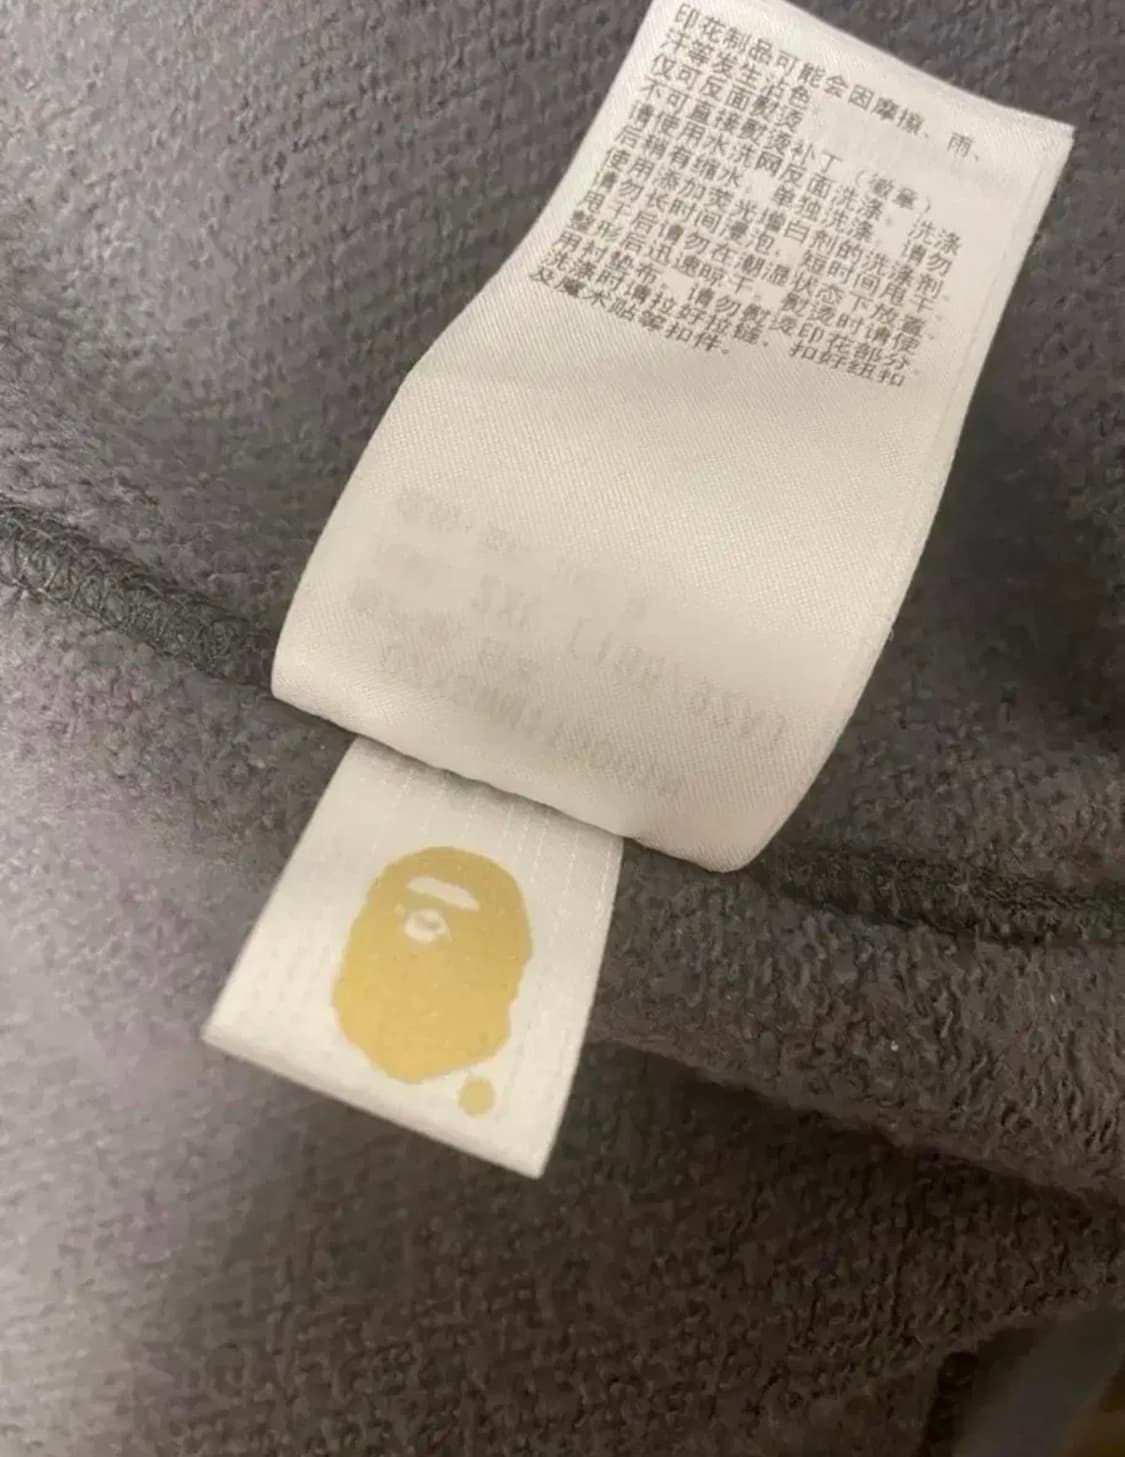 印花制品可能会因摩擦、雨、
汗等发生沾色。
仅可反面熨烫。
不可直接熨烫补丁（徽章）。
请使用水洗网反面洗涤。洗涤
后稍有缩水。单独洗涤。请勿
使用添加荧光增白剂的洗涤剂。
请勿长时间浸泡，短时间甩干。
甩干后请勿在潮湿状态下放置。
整形后迅速晾干。熨烫时请使
用衬垫布。请勿熨烫印花部分。
洗涤时请拉好拉链、扣好纽扣
及魔术贴等扣件。